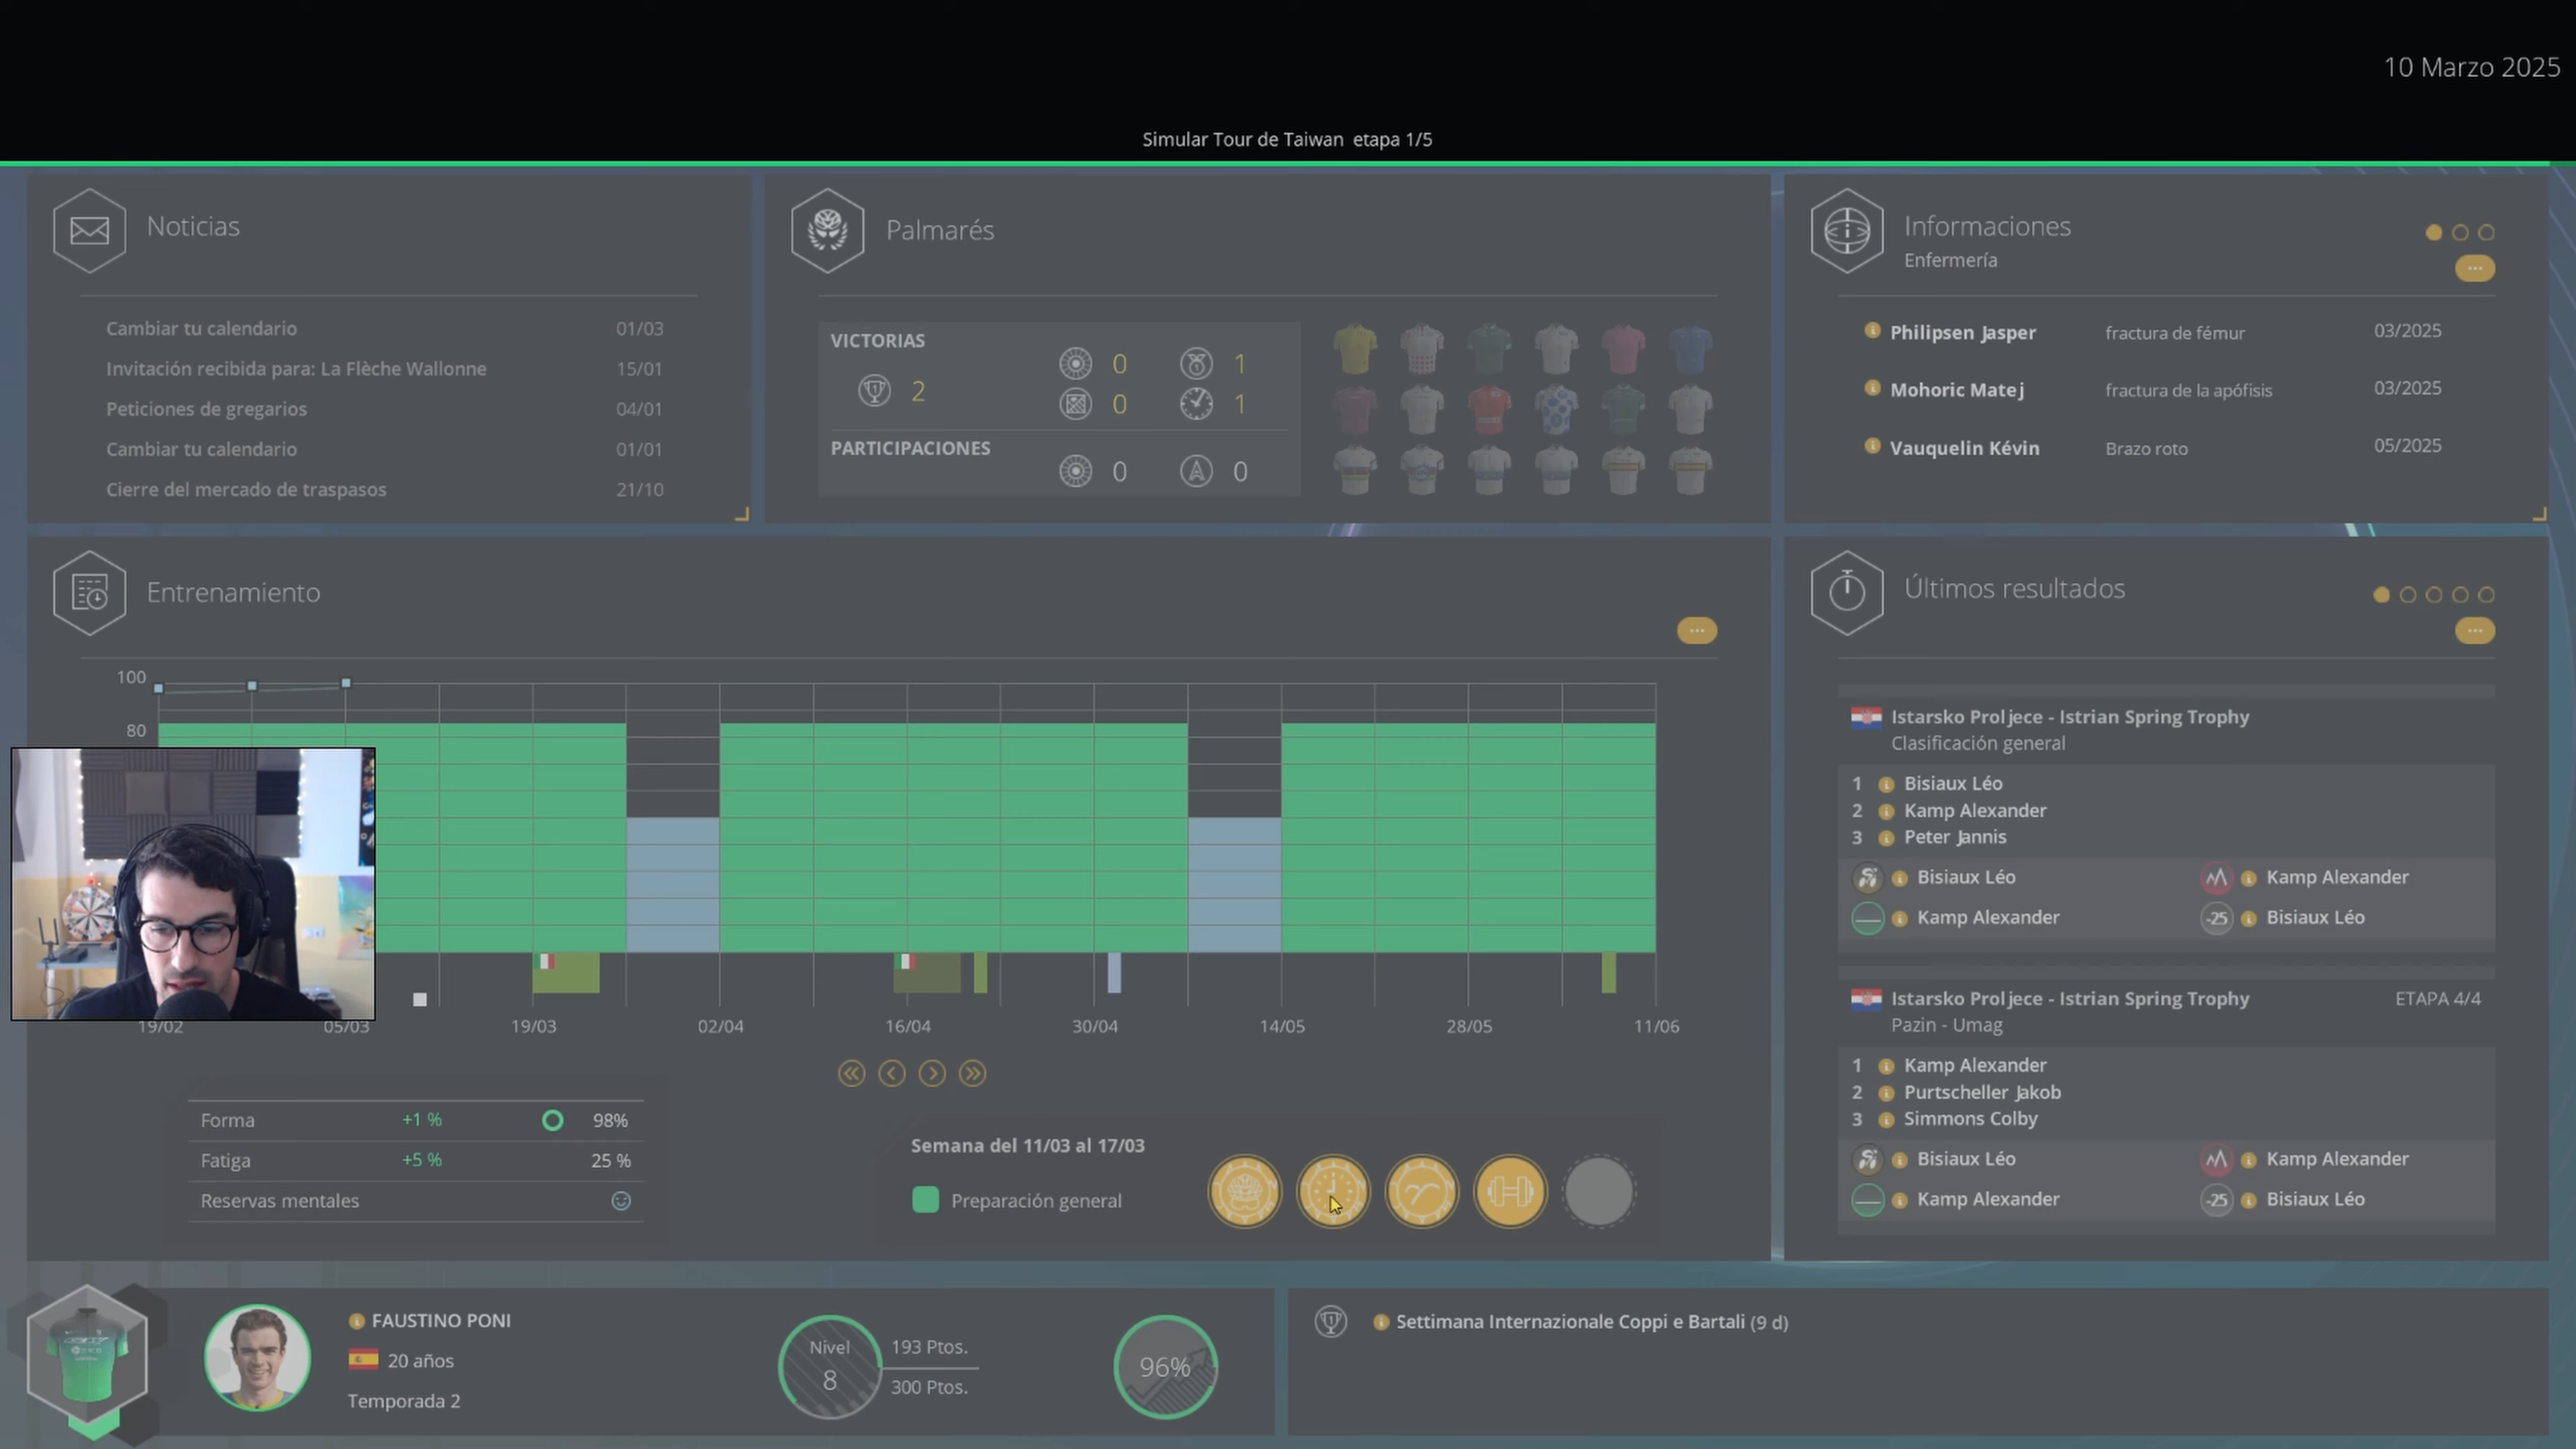 10 Marzo 2025
Simular Tour de Taiwan etapa 1/5
Noticias
Cambiar tu calendario 01/03
Invitación recibida para: La Flèche Wallonne 15/01
Peticiones de gregarios 04/01
Cambiar tu calendario 01/01
Cierre del mercado de traspasos 21/10
Palmarés
VICTORIAS
2
0 1
0 1
PARTICIPACIONES
0 0
Informaciones
Enfermería
Philipsen Jasper fractura de fémur 03/2025
Mohoric Matej fractura de la apófisis 03/2025
Vauquelin Kévin Brazo roto 05/2025
Entrenamiento
100
80
19/02 05/03 19/03 02/04 16/04 30/04 14/05 28/05 11/06
Forma +1 % 98%
Fatiga +5 % 25 %
Reservas mentales
Semana del 11/03 al 17/03
Preparación general
Últimos resultados
Istarsko Proljece - Istrian Spring Trophy
Clasificación general
1 Bisiaux Léo
2 Kamp Alexander
3 Peter Jannis
Bisiaux Léo Kamp Alexander
Kamp Alexander -25 Bisiaux Léo
Istarsko Proljece - Istrian Spring Trophy ETAPA 4/4
Pazin - Umag
1 Kamp Alexander
2 Purtscheller Jakob
3 Simmons Colby
Bisiaux Léo Kamp Alexander
Kamp Alexander -25 Bisiaux Léo
FAUSTINO PONI
20 años
Temporada 2
Nivel
8
193 Ptos.
300 Ptos.
96%
Settimana Internazionale Coppi e Bartali (9 d)